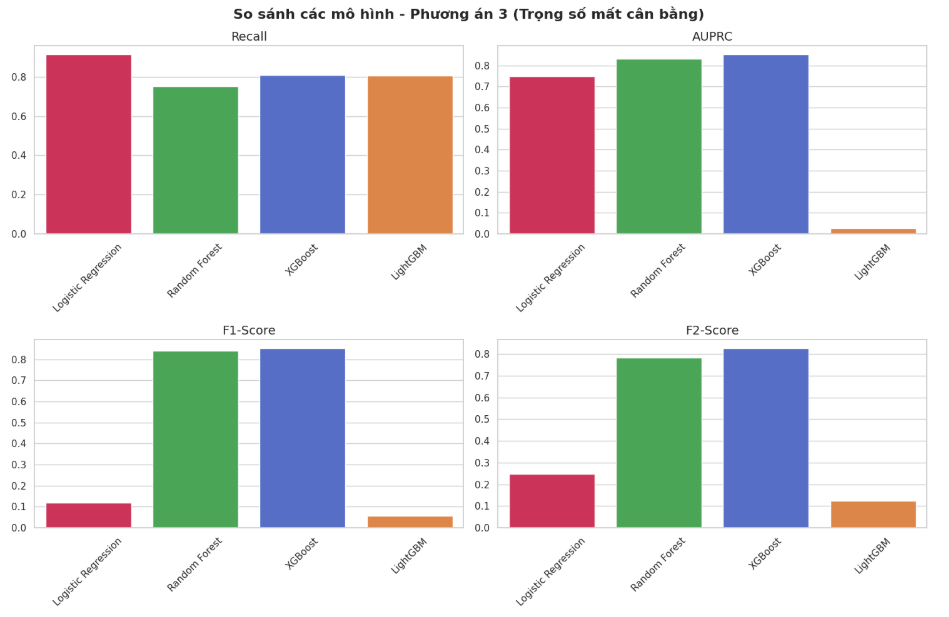 So sánh các mô hình - Phương án 3 (Trọng số mất cân bằng)
Recall
0.8
0.6
0.4
0.2
0.0
Logistic Regression
Random Forest
XGBoost
LightGBM
AUPRC
0.8
0.7
0.6
0.5
0.4
0.3
0.2
0.1
0.0
Logistic Regression
Random Forest
XGBoost
LightGBM
F1-Score
0.8
0.7
0.6
0.5
0.4
0.3
0.2
0.1
0.0
Logistic Regression
Random Forest
XGBoost
LightGBM
F2-Score
0.8
0.7
0.6
0.5
0.4
0.3
0.2
0.1
0.0
Logistic Regression
Random Forest
XGBoost
LightGBM